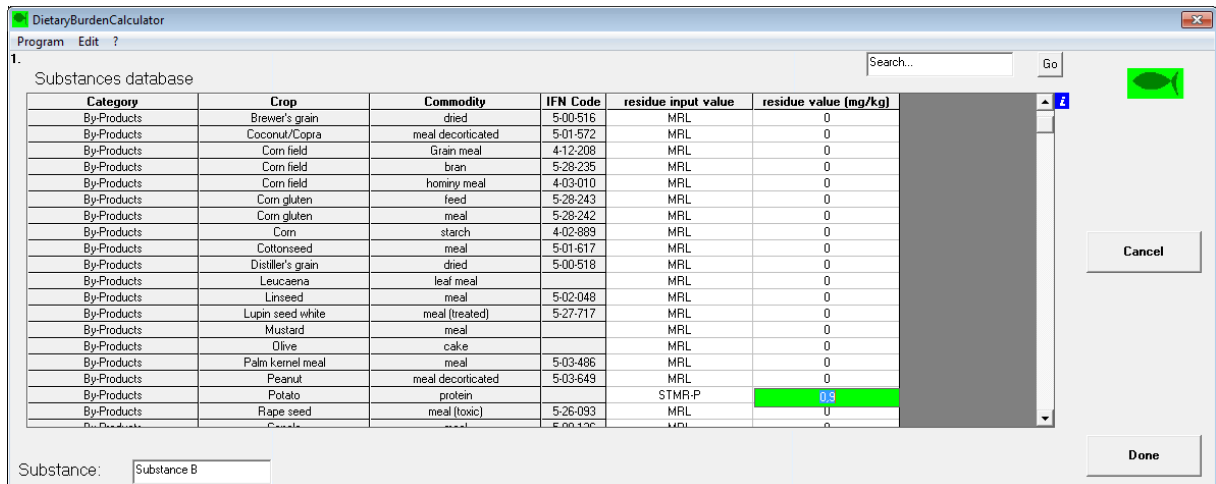 DietaryBurdenCalculator
Program Edit ?
1.
Search... Go
Substances database
Category Crop Commodity IFN Code residue input value residue value (mg/kg)
i
By-Products Brewer's grain dried 5-00-516 MRL 0
By-Products Coconut/Copra meal decorticated 5-01-572 MRL 0
By-Products Corn field Grain meal 4-12-208 MRL 0
By-Products Corn field bran 5-28-235 MRL 0
By-Products Corn field hominy meal 4-03-010 MRL 0
By-Products Corn gluten feed 5-28-243 MRL 0
By-Products Corn gluten meal 5-28-242 MRL 0
By-Products Corn starch 4-02-889 MRL 0
By-Products Cottonseed meal 5-01-617 MRL 0
By-Products Distiller's grain dried 5-00-518 MRL 0
By-Products Leucaena leaf meal MRL 0
By-Products Linseed meal 5-02-048 MRL 0
By-Products Lupin seed white meal (treated) 5-27-717 MRL 0
By-Products Mustard meal MRL 0
By-Products Olive cake MRL 0
By-Products Palm kernel meal meal 5-03-486 MRL 0
By-Products Peanut meal decorticated 5-03-649 MRL 0
By-Products Potato protein STMR-P 0,9
By-Products Rape seed meal (toxic) 5-26-093 MRL 0
Cancel
Done
Substance: Substance B